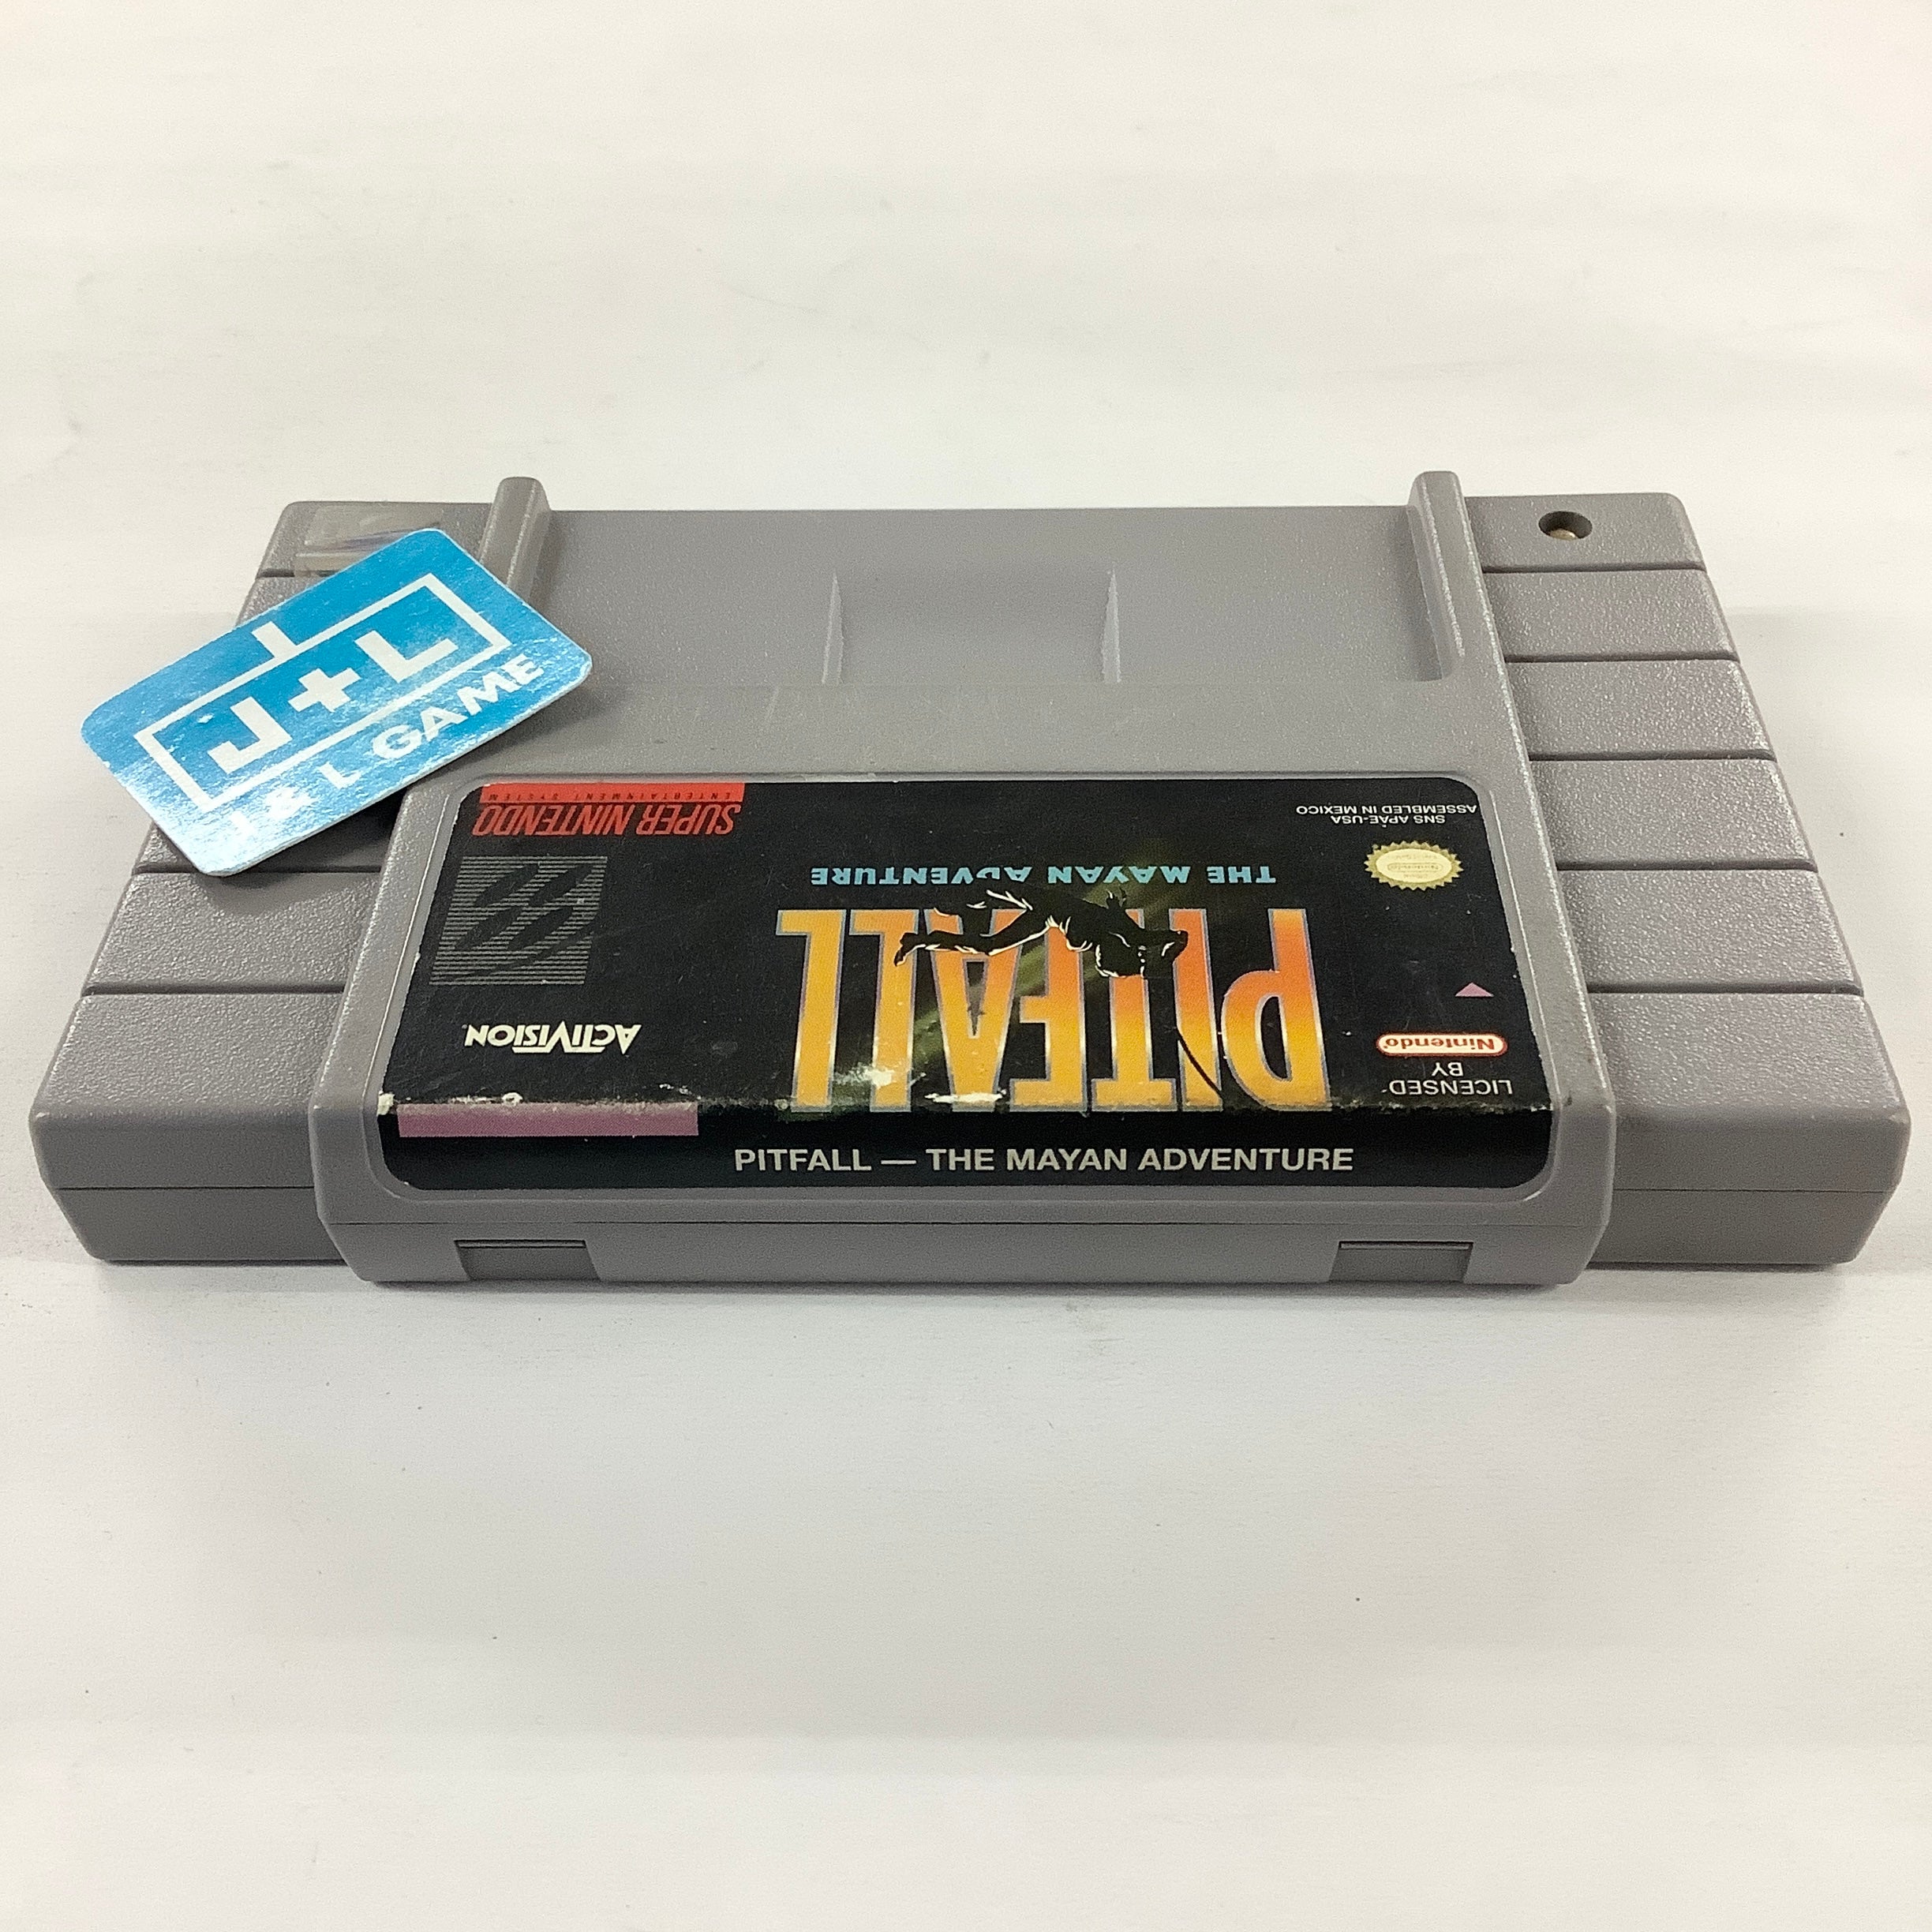 J+L
J & L GAME
SUPER NINTENDO
ENTERTAINMENT SYSTEM
SNS APAE-USA
ASSEMBLED IN MEXICO
THE MAYAN ADVENTURE
PITFALL
ACTIVISION
LICENSED
BY
Nintendo
PITFALL — THE MAYAN ADVENTURE